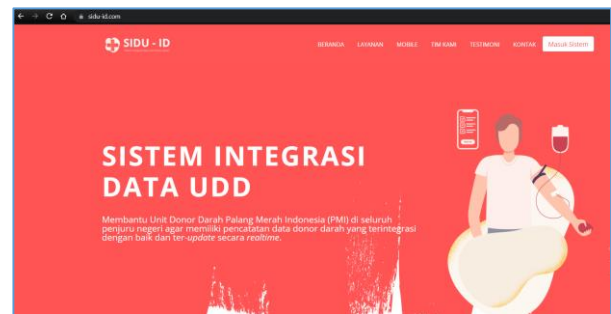 sidu-id.com
SIDU - ID
BERANDA LAYANAN MOBILE TIM KAMI TESTIMONI KONTAK Masuk Sistem
SISTEM INTEGRASI
DATA UDD
Membantu Unit Donor Darah Palang Merah Indonesia (PMI) di seluruh
penjuru negeri agar memiliki pencatatan data donor darah yang terintegrasi
dengan baik dan ter-update secara realtime.